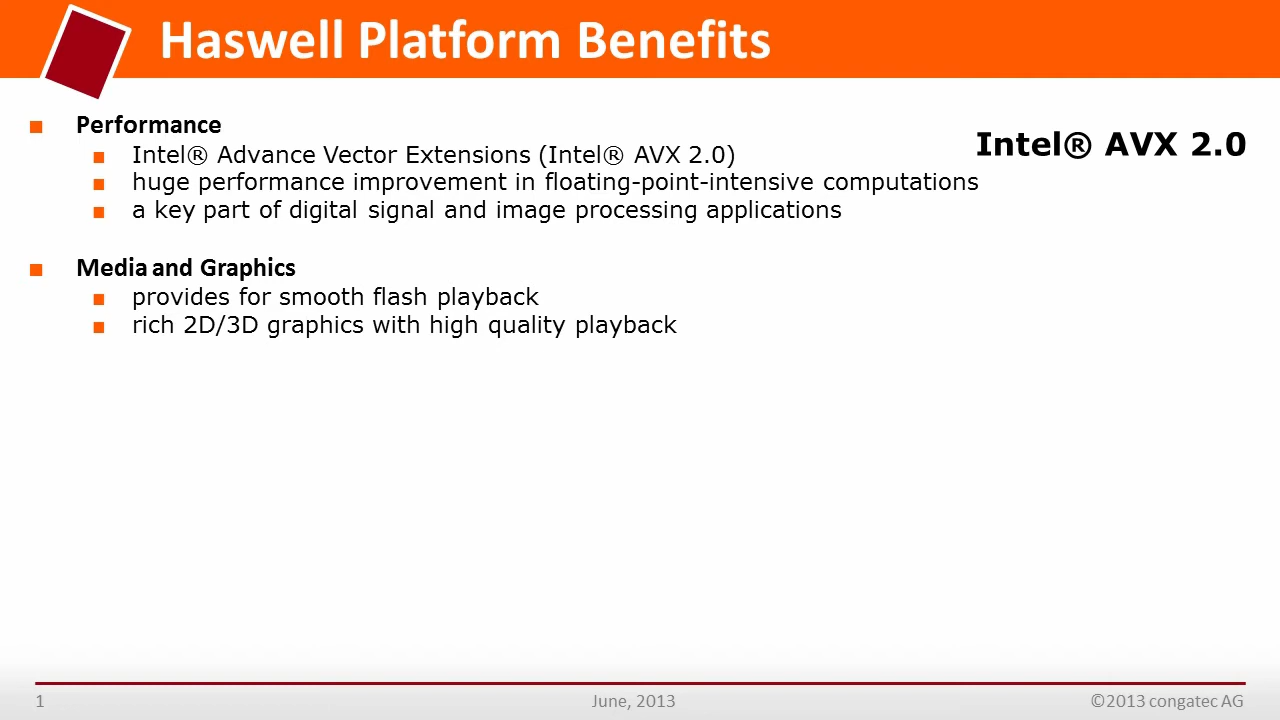 Haswell Platform Benefits
Performance
Intel® AVX 2.0
Intel® Advance Vector Extensions (Intel® AVX 2.0)
huge performance improvement in floating-point-intensive computations
a key part of digital signal and image processing applications
Media and Graphics
provides for smooth flash playback
rich 2D/3D graphics with high quality playback
1
June, 2013
©2013 congatec AG